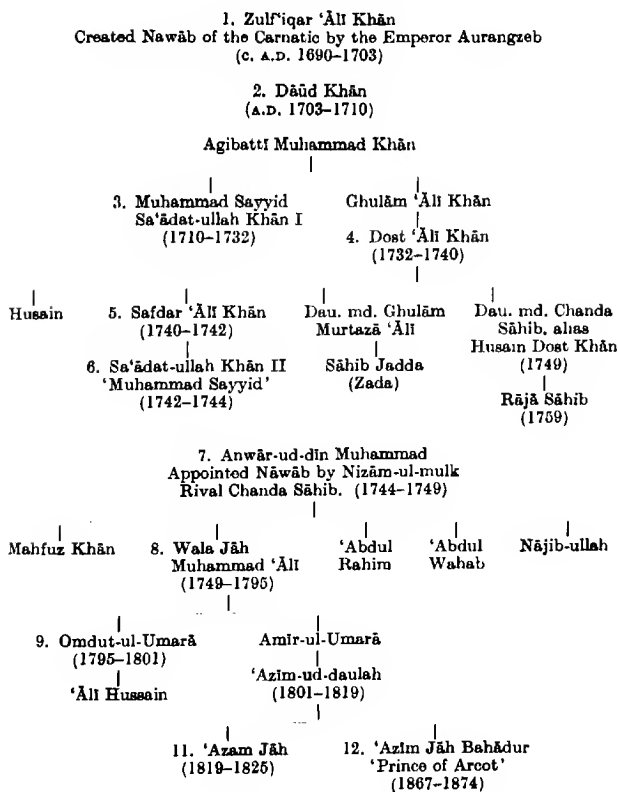 1. Zulf'iqar ‘Ālī Khān
Created Nawāb of the Carnatic by the Emperor Aurangzeb
(c. A.D. 1690–1703)
2. Dāūd Khān
(A.D. 1703–1710)
Agibattī Muhammad Khān
3. Muhammad Sayyid
Sa‘ādat-ullah Khān I
(1710–1732)
Ghulām ‘Ālī Khān
4. Dost ‘Ālī Khān
(1732–1740)
Husain
5. Safdar ‘Ālī Khān
(1740–1742)
6. Sa‘ādat-ullah Khān II
‘Muhammad Sayyid’
(1742–1744)
Dau. md. Ghulām
Murtazā ‘Ālī
Sāhib Jadda
(Zada)
Dau. md. Chanda
Sāhib, alias
Husain Dost Khān
(1749)
Rājā Sāhib
(1759)
7. Anwār-ud-dīn Muhammad
Appointed Nāwāb by Nizām-ul-mulk
Rival Chanda Sāhib. (1744–1749)
Mahfuz Khān
8. Wala Jāh
Muhammad ‘Ālī
(1749–1795)
‘Abdul
Rahim
‘Abdul
Wahab
Nājib-ullah
9. Omdut-ul-Umarā
(1795–1801)
‘Ālī Hussain
Amīr-ul-Umarā
‘Azīm-ud-daulah
(1801–1819)
11. ‘Azam Jāh
(1819–1825)
12. ‘Azīm Jāh Bahādur
‘Prince of Arcot’
(1867–1874)